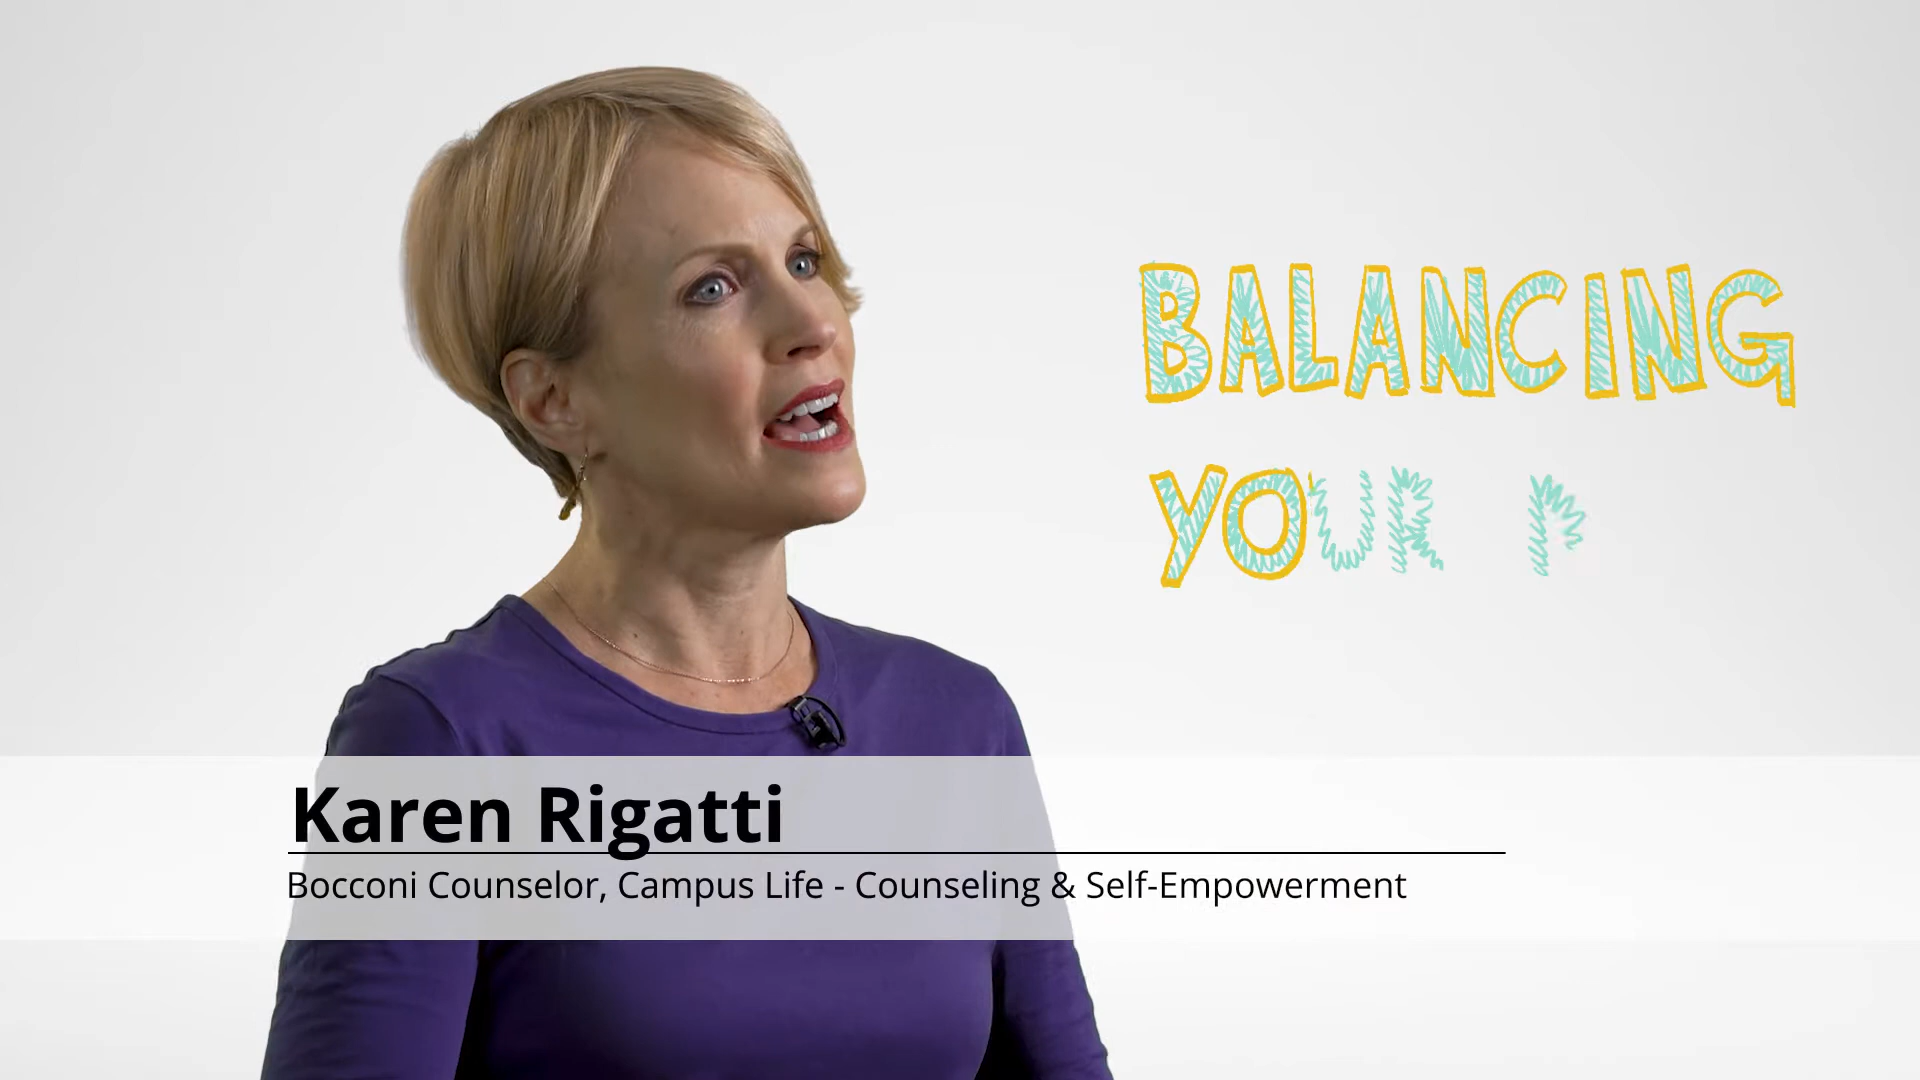 BALANCING
YOUR P
Karen Rigatti
Bocconi Counselor, Campus Life - Counseling & Self-Empowerment